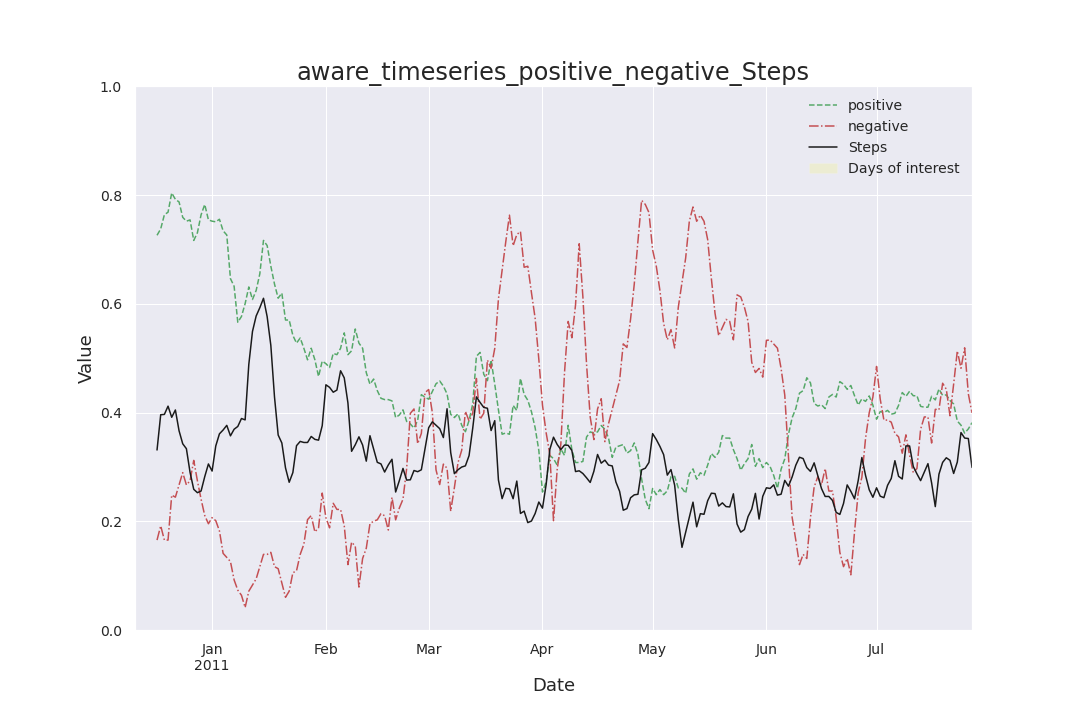 aware_timeseries_positive_negative_Steps
1.0
0.8
0.6
0.4
0.2
0.0
Value
positive
negative
Steps
Days of interest
Jan Feb Mar Apr May Jun Jul
2011
Date